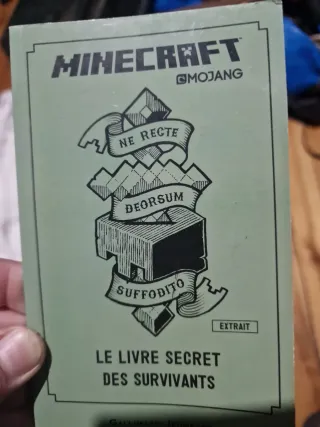 MINECRAFT
MOJANG
NE RECTE
DEORSUM
SUFFODITO
EXTRAIT
LE LIVRE SECRET
DES SURVIVANTS